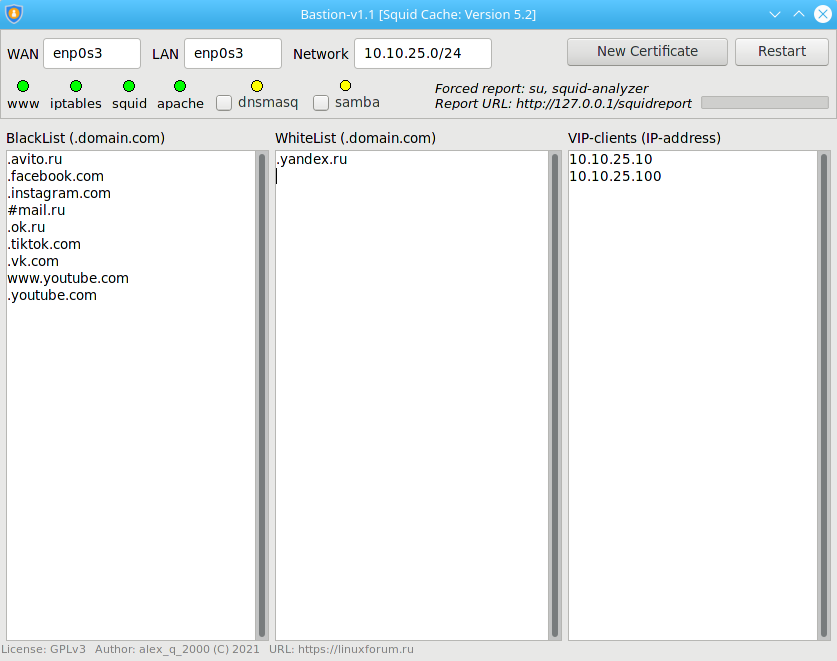 Bastion-v1.1 [Squid Cache: Version 5.2]
WAN enp0s3 LAN enp0s3 Network 10.10.25.0/24 New Certificate Restart
www iptables squid apache dnsmasq samba
Forced report: su, squid-analyzer
Report URL: http://127.0.0.1/squidreport
BlackList (.domain.com)
.avito.ru
.facebook.com
.instagram.com
#mail.ru
.ok.ru
.tiktok.com
.vk.com
www.youtube.com
.youtube.com
WhiteList (.domain.com)
.yandex.ru
VIP-clients (IP-address)
10.10.25.10
10.10.25.100
License: GPLv3 Author: alex_q_2000 (C) 2021 URL: https://linuxforum.ru